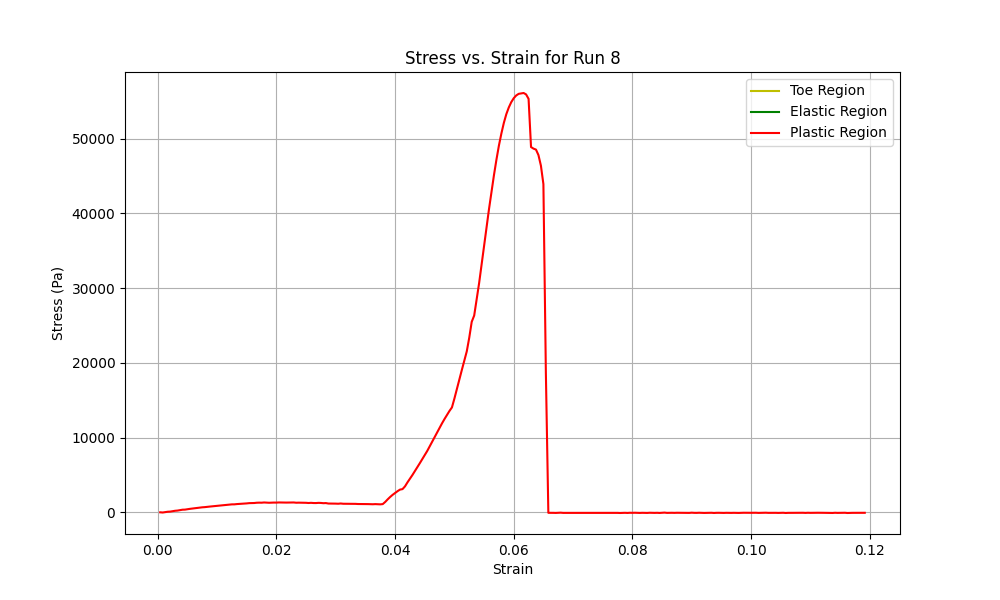 Stress vs. Strain for Run 8
Toe Region
Elastic Region
Plastic Region
50000
40000
30000
20000
10000
0
Stress (Pa)
0.00 0.02 0.04 0.06 0.08 0.10 0.12
Strain